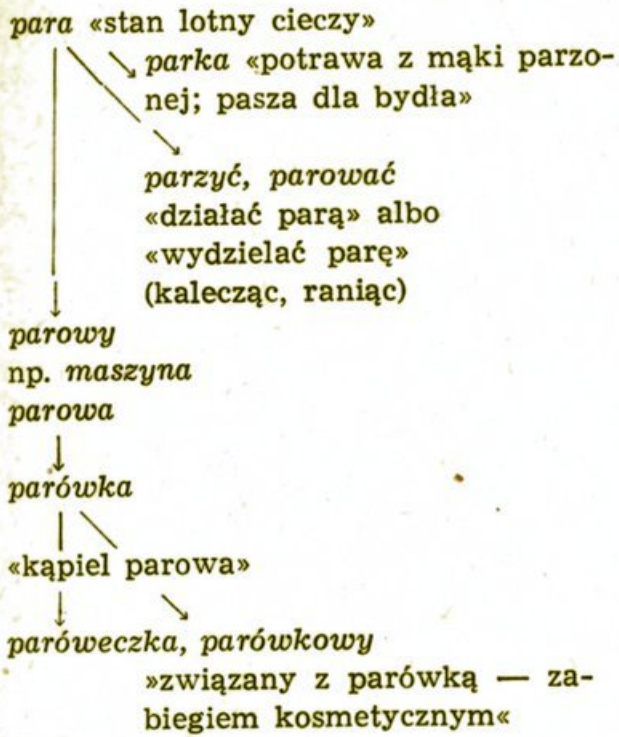 para «stan lotny cieczy»
parka «potrawa z mąki parzo-
nej; pasza dla bydła»
parzyć, parować
«działać parą» albo
«wydzielać parę»
(kalecząc, raniąc)
parowy
np. maszyna
parowa
parówka
«kąpiel parowa»
paróweczka, parówkowy
»związany z parówką — za-
biegiem kosmetycznym«